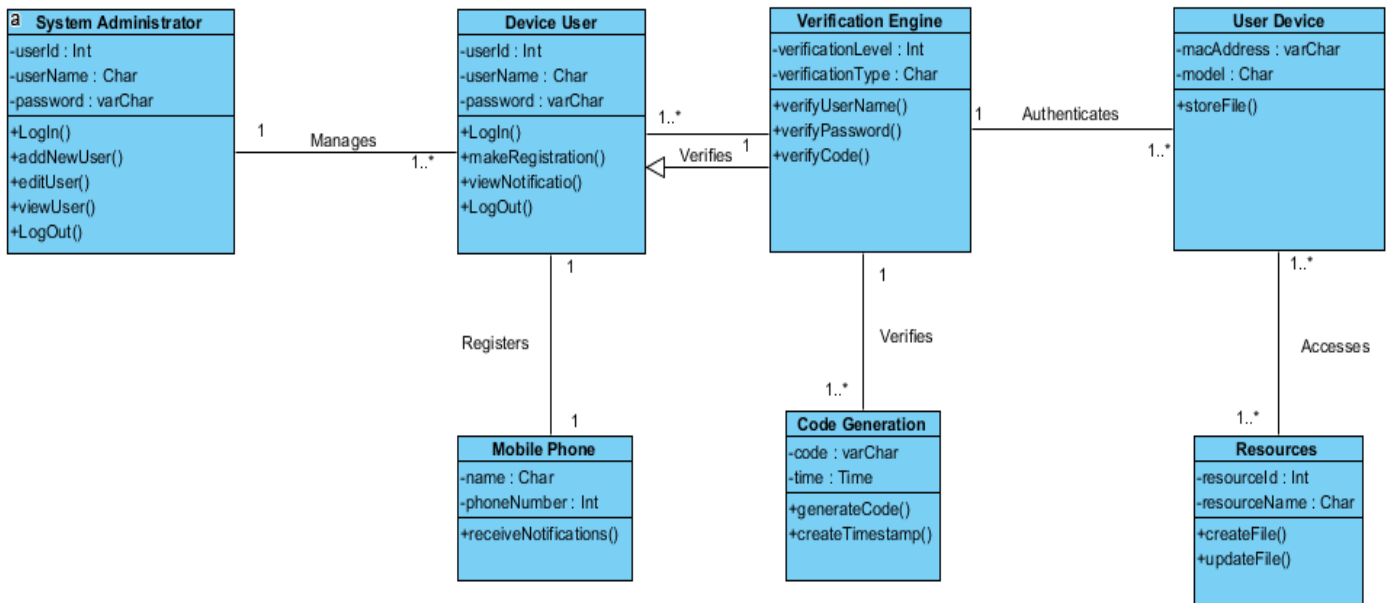 a
System Administrator
-userId : Int
-userName : Char
-password : varChar
+LogIn()
+addNewUser()
+editUser()
+viewUser()
+LogOut()
1
Manages
1..*
Device User
-userId : Int
-userName : Char
-password : varChar
+LogIn()
+makeRegistration()
+viewNotificatio()
+LogOut()
1..*
1
Verifies
Verification Engine
-verificationLevel : Int
-verificationType : Char
+verifyUserName()
+verifyPassword()
+verifyCode()
1
Authenticates
1..*
User Device
-macAddress : varChar
-model : Char
+storeFile()
1
Registers
1
Mobile Phone
-name : Char
-phoneNumber : Int
+receiveNotifications()
1
Verifies
1..*
Code Generation
-code : varChar
-time : Time
+generateCode()
+createTimestamp()
1..*
Accesses
1..*
Resources
-resourceId : Int
-resourceName : Char
+createFile()
+updateFile()